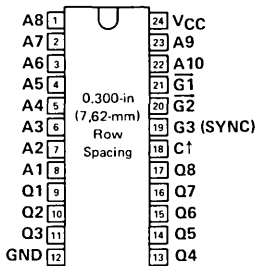 A8 1 24 VCC
A7 2 23 A9
A6 3 22 A10
A5 4 21 G1
A4 5 0.300-in 20 G2
A3 6 (7,62-mm) 19 G3 (SYNC)
A2 7 Row 18 C↑
A1 8 Spacing 17 Q8
Q1 9 16 Q7
Q2 10 15 Q6
Q3 11 14 Q5
GND 12 13 Q4